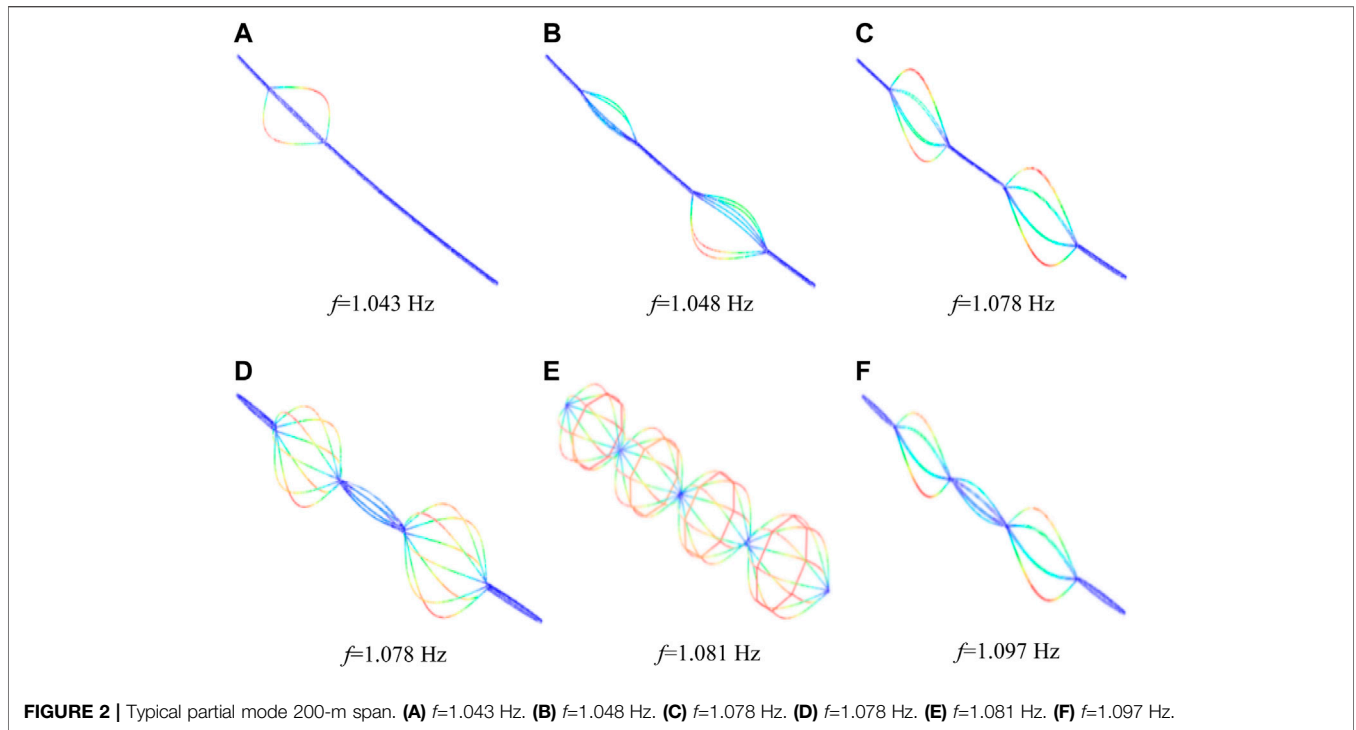 A
B
C
f=1.043 Hz
f=1.048 Hz
f=1.078 Hz
D
E
F
f=1.078 Hz
f=1.081 Hz
f=1.097 Hz
FIGURE 2 | Typical partial mode 200-m span. (A) f=1.043 Hz. (B) f=1.048 Hz. (C) f=1.078 Hz. (D) f=1.078 Hz. (E) f=1.081 Hz. (F) f=1.097 Hz.